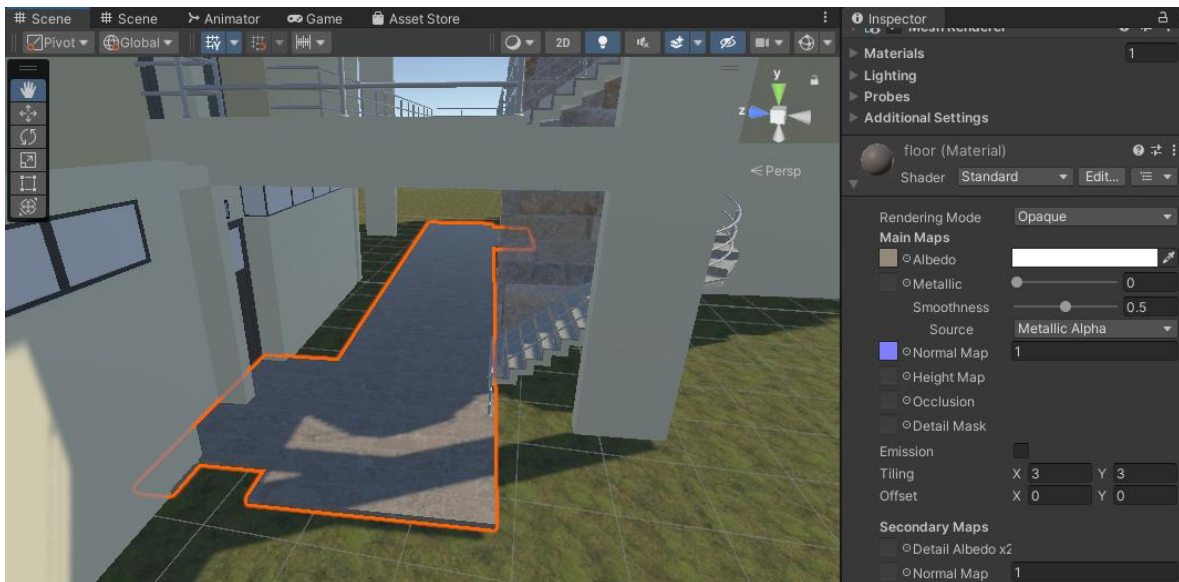 Scene Scene Animator Game Asset Store
Pivot Global 2D
y
z
Persp
Inspector
Mesh Renderer
Materials 1
Lighting
Probes
Additional Settings
floor (Material)
Shader Standard Edit...
Rendering Mode Opaque
Main Maps
Albedo
Metallic 0
Smoothness 0.5
Source Metallic Alpha
Normal Map 1
Height Map
Occlusion
Detail Mask
Emission
Tiling X 3 Y 3
Offset X 0 Y 0
Secondary Maps
Detail Albedo x2
Normal Map 1